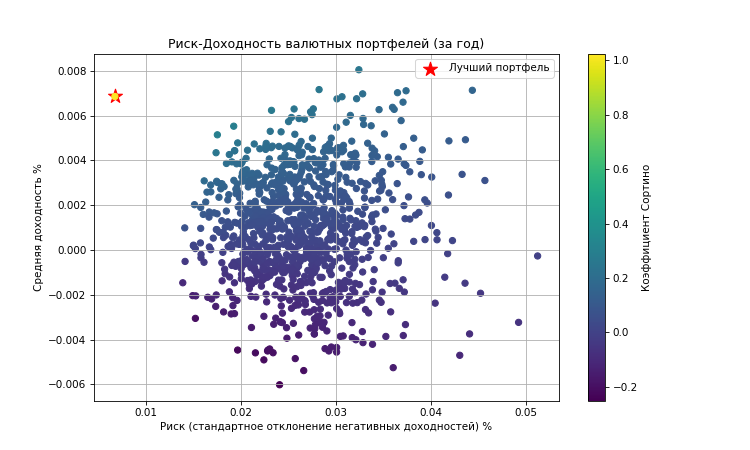 Риск-Доходность валютных портфелей (за год)
Лучший портфель
Средняя доходность %
0.008
0.006
0.004
0.002
0.000
−0.002
−0.004
−0.006
0.01 0.02 0.03 0.04 0.05
Риск (стандартное отклонение негативных доходностей) %
1.0
0.8
0.6
0.4
0.2
0.0
−0.2
Коэффициент Сортино